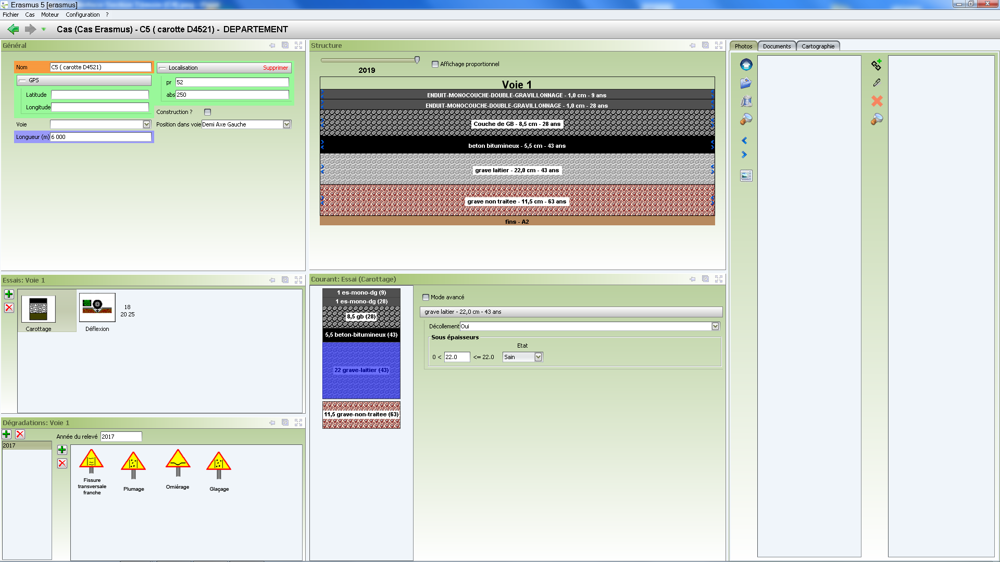 Erasmus 5 [erasmus]
Fichier Cas Moteur Configuration ?
Cas (Cas Erasmus) - C5 ( carotte D4521) - DEPARTEMENT
Général
Nom C5 ( carotte D4521)
GPS
Latitude
Longitude
Voie
Longueur (m) 6 000
Localisation Supprimer
pr 52
abs 250
Construction ?
Position dans voie Demi Axe Gauche
Structure
2019
Affichage proportionnel
Voie 1
ENDUIT-MONOCOUCHE-DOUBLE-GRAVILLONNAGE - 1,0 cm - 9 ans
ENDUIT-MONOCOUCHE-DOUBLE-GRAVILLONNAGE - 1,0 cm - 28 ans
Couche de GB - 8,5 cm - 28 ans
beton bitumineux - 5,5 cm - 43 ans
grave laitier - 22,0 cm - 43 ans
grave non traitee - 11,5 cm - 63 ans
fins - A2
Photos Documents Cartographie
Essais: Voie 1
Carottage
Déflexion
18
20 25
Courant: Essai (Carottage)
1 es-mono-dg (9)
1 es-mono-dg (28)
8,5 gb (28)
5,5 beton-bitumineux (43)
22 grave-laitier (43)
11,5 grave-non-traitee (63)
Mode avancé
grave laitier - 22,0 cm - 43 ans
Décollement Oui
Sous épaisseurs
Etat
0 < 22.0 <= 22.0 Sain
Dégradations: Voie 1
2017
Année du relevé 2017
Fissure
transversale
franche
Plumage
Orniérage
Glaçage